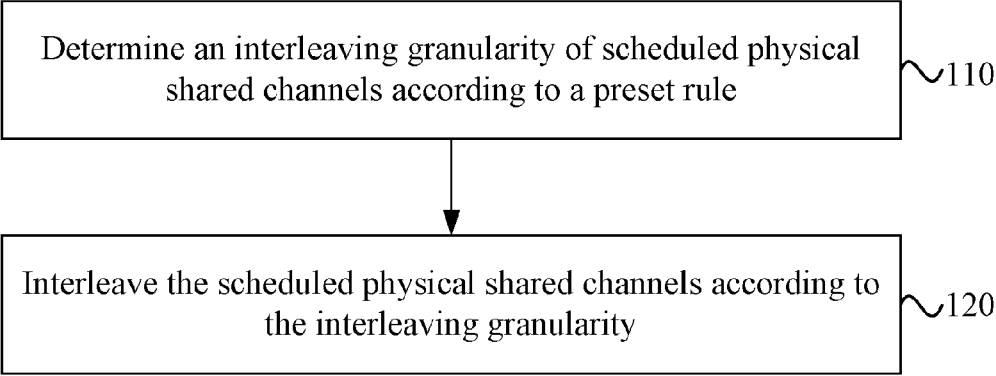 Determine an interleaving granularity of scheduled physical
shared channels according to a preset rule
110
Interleave the scheduled physical shared channels according to
the interleaving granularity
120